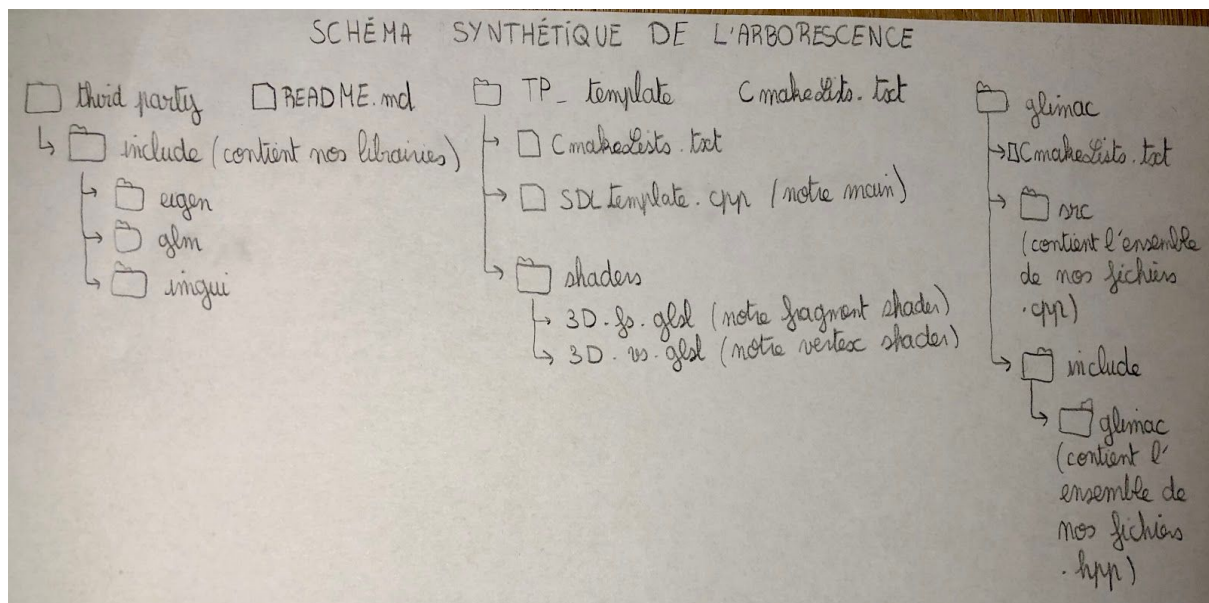 SCHÉMA SYNTHÉTIQUE DE L'ARBORESCENCE
third party
include (contient nos librairies)
eigen
glm
imgui
README.md
TP_template
CmakeLists.txt
SDLtemplate.cpp (notre main)
shaders
3D.fs.glsl (notre fragment shader)
3D.vs.glsl (notre vertex shader)
CmakeLists.txt
glimac
CmakeLists.txt
src
(contient l'ensemble
de nos fichiers
.cpp)
include
glimac
(contient l'
ensemble de
nos fichiers
.hpp)